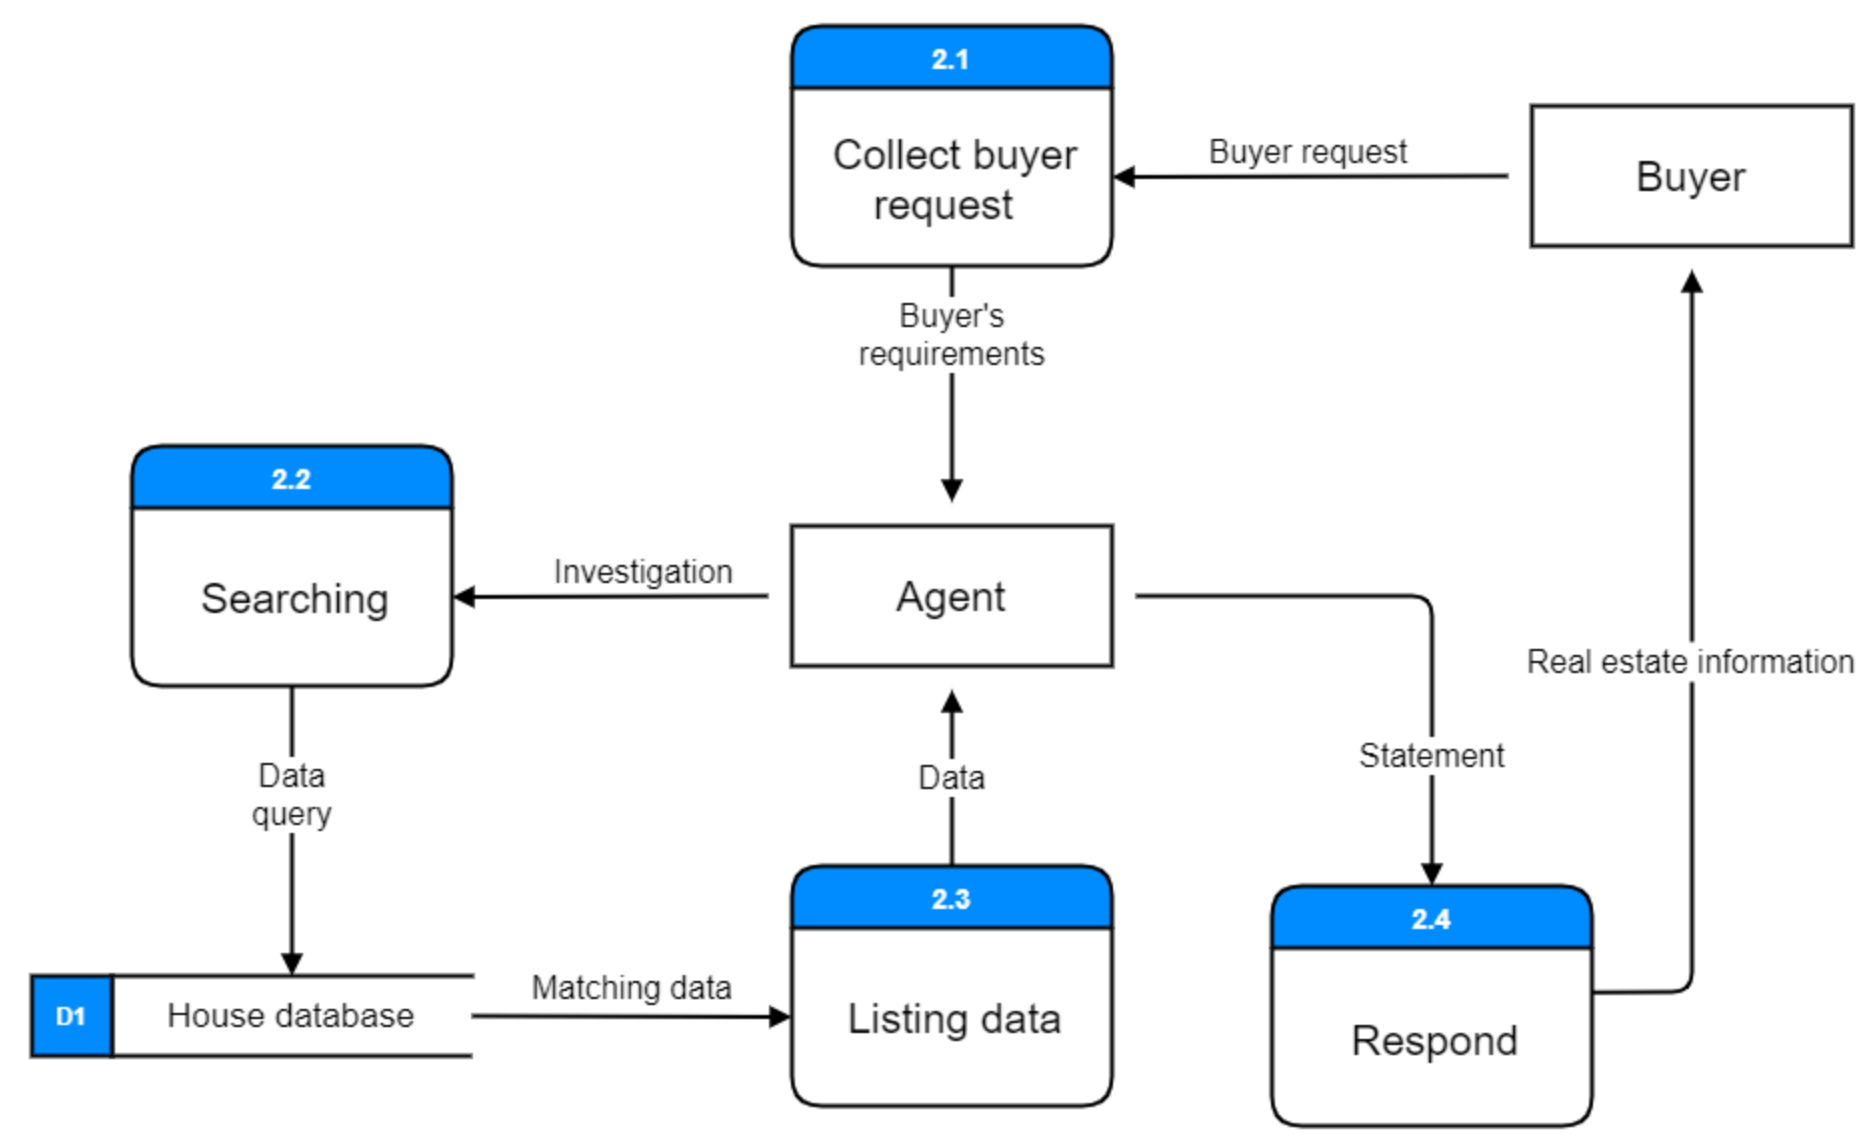 2.1
Collect buyer
request
Buyer request
Buyer
Buyer's
requirements
2.2
Searching
Investigation
Agent
Real estate information
Statement
Data
query
Data
2.3
Listing data
2.4
Respond
D1
House database
Matching data